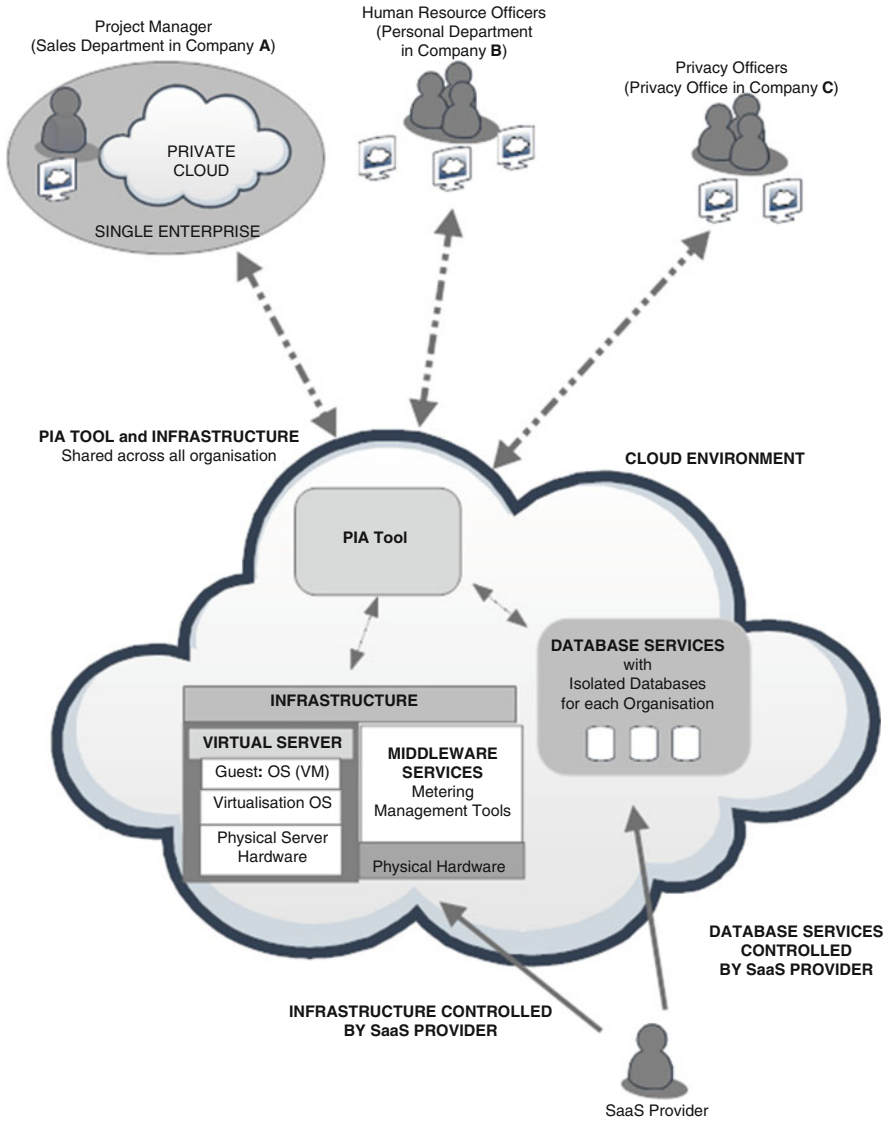 Project Manager
(Sales Department in Company A)
Human Resource Officers
(Personal Department
in Company B)
Privacy Officers
(Privacy Office in Company C)
PRIVATE
CLOUD
SINGLE ENTERPRISE
PIA TOOL and INFRASTRUCTURE
Shared across all organisation
CLOUD ENVIRONMENT
PIA Tool
DATABASE SERVICES
with
Isolated Databases
for each Organisation
INFRASTRUCTURE
VIRTUAL SERVER
Guest: OS (VM)
Virtualisation OS
Physical Server
Hardware
MIDDLEWARE
SERVICES
Metering
Management Tools
Physical Hardware
DATABASE SERVICES
CONTROLLED
BY SaaS PROVIDER
INFRASTRUCTURE CONTROLLED
BY SaaS PROVIDER
SaaS Provider